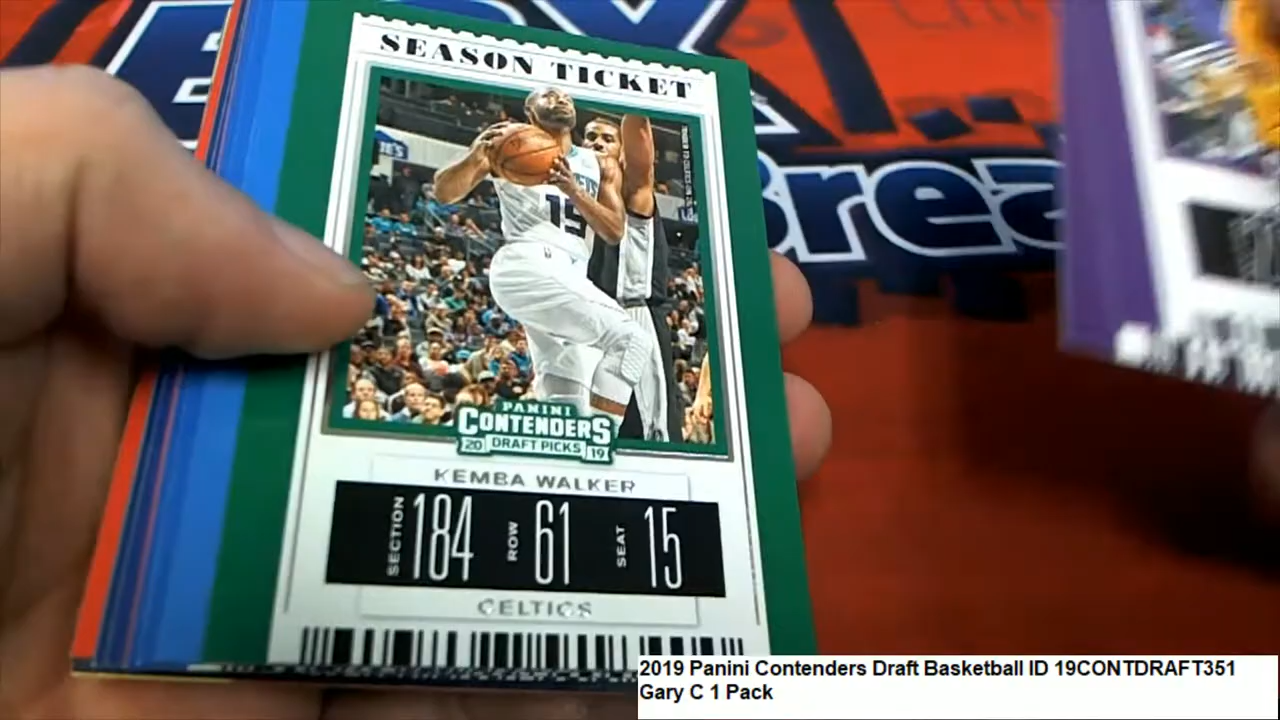 SEASON TICKET
15
PANINI
CONTENDERS
20 DRAFT PICKS 19
KEMBA WALKER
SECTION 184 ROW 61 SEAT 15
CELTICS
Brea
2019 Panini Contenders Draft Basketball ID 19CONTDRAFT351
Gary C 1 Pack